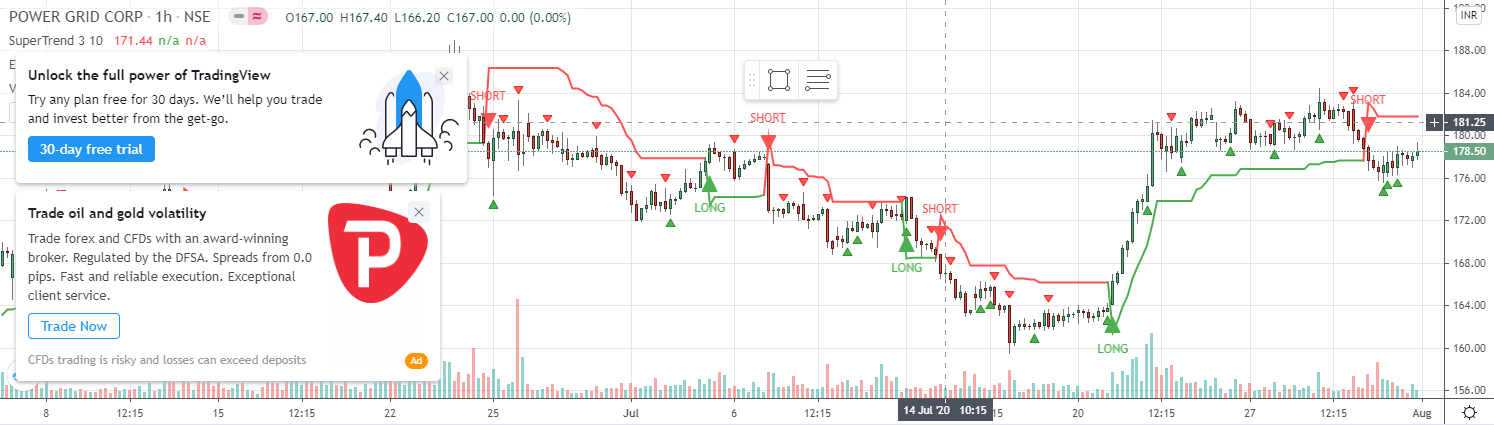 POWER GRID CORP · 1h · NSE
O167.00 H167.40 L166.20 C167.00 0.00 (0.00%)
SuperTrend 3 10 171.44 n/a n/a
E
V
Unlock the full power of TradingView
Try any plan free for 30 days. We'll help you trade
and invest better from the get-go.
30-day free trial
Trade oil and gold volatility
Trade forex and CFDs with an award-winning
broker. Regulated by the DFSA. Spreads from 0.0
pips. Fast and reliable execution. Exceptional
client service.
Trade Now
CFDs trading is risky and losses can exceed deposits
Ad
P
SHORT
LONG
SHORT
LONG
SHORT
LONG
SHORT
INR
188.00
184.00
181.25
180.00
178.50
176.00
172.00
168.00
164.00
160.00
156.00
8
12:15
15
12:15
22
25
Jul
6
12:15
14 Jul '20 10:15
:15
20
12:15
27
12:15
Aug